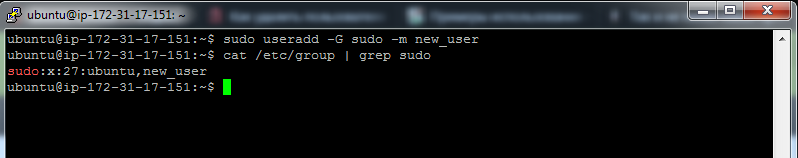 ubuntu@ip-172-31-17-151: ~
ubuntu@ip-172-31-17-151:~$ sudo useradd -G sudo -m new_user
ubuntu@ip-172-31-17-151:~$ cat /etc/group | grep sudo
sudo:x:27:ubuntu,new_user
ubuntu@ip-172-31-17-151:~$